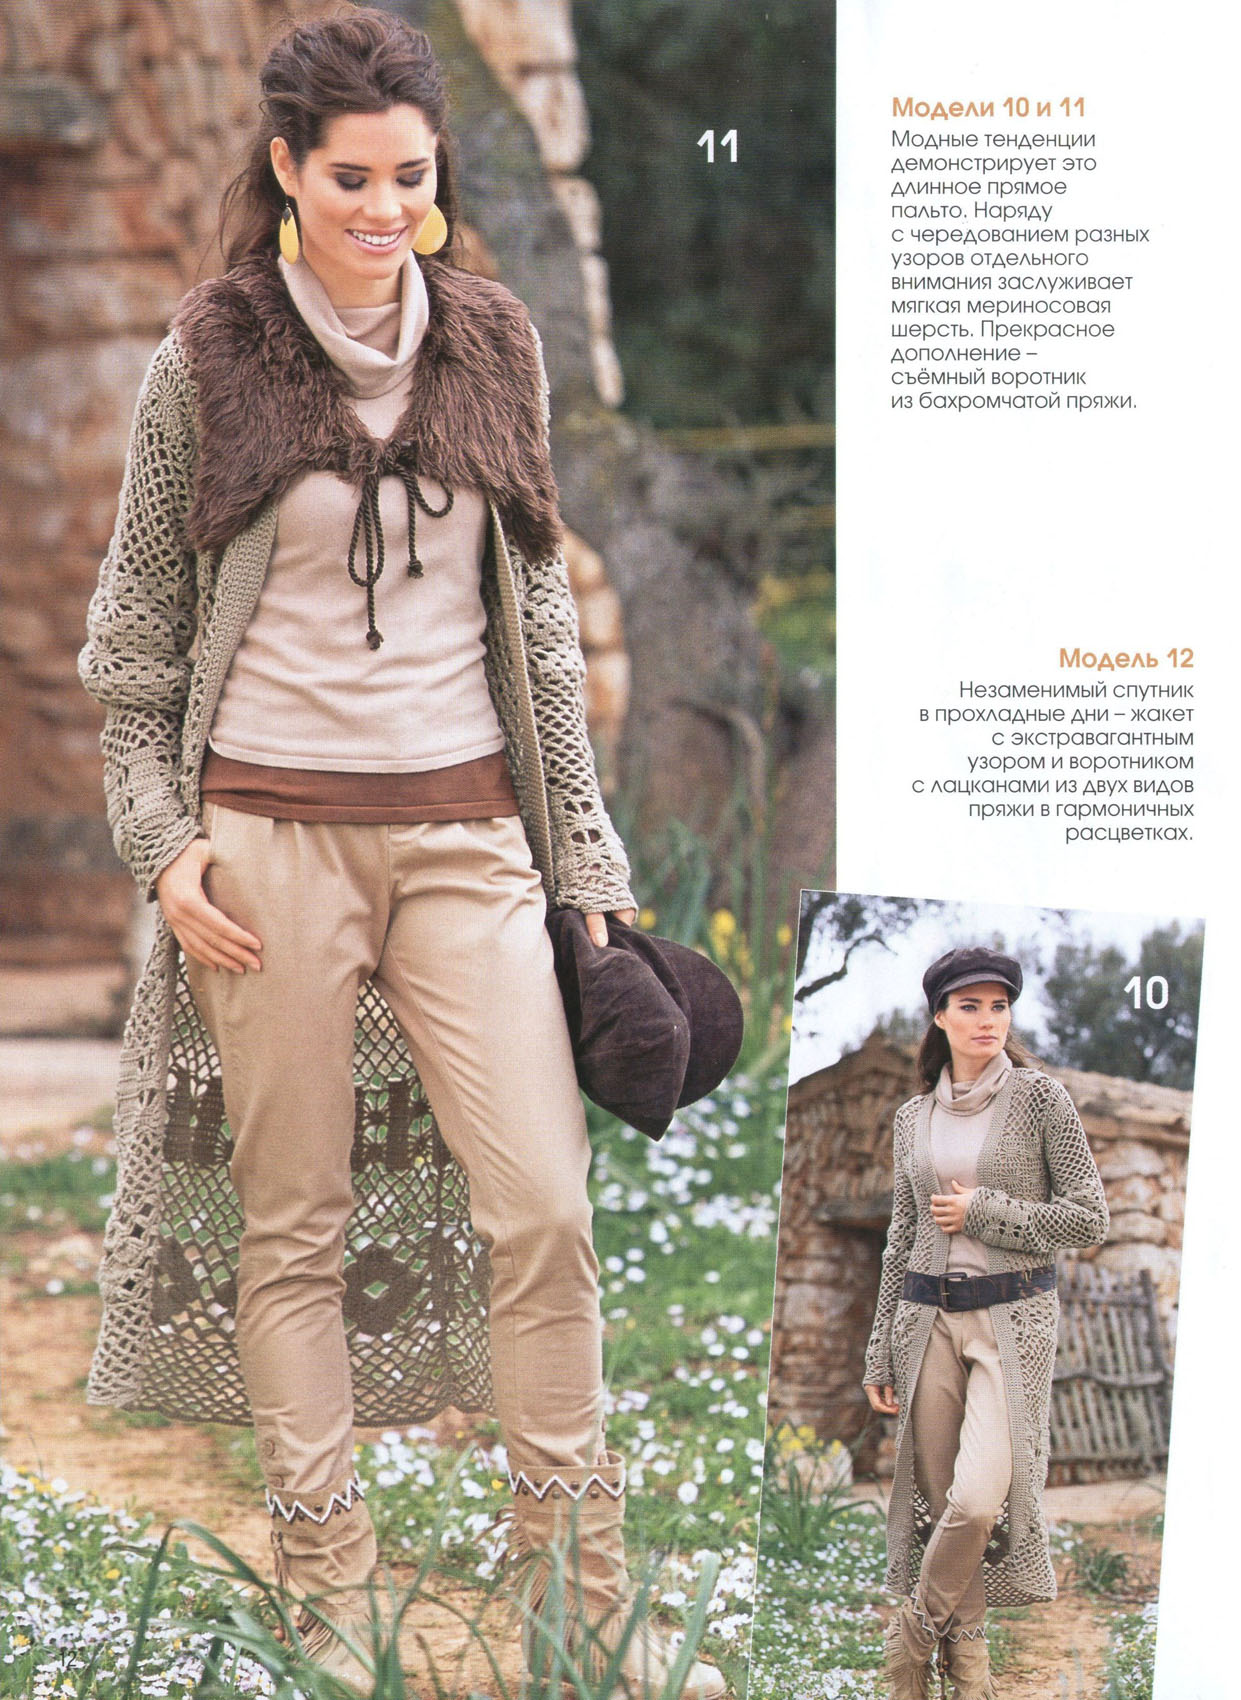 11
Модели 10 и 11
Модные тенденции
демонстрирует это
длинное прямое
пальто. Наряду
с чередованием разных
узоров отдельного
внимания заслуживает
мягкая мериносовая
шерсть. Прекрасное
дополнение –
съёмный воротник
из бахромчатой пряжи.
Модель 12
Незаменимый спутник
в прохладные дни – жакет
с экстравагантным
узором и воротником
с лацканами из двух видов
пряжи в гармоничных
расцветках.
10
12